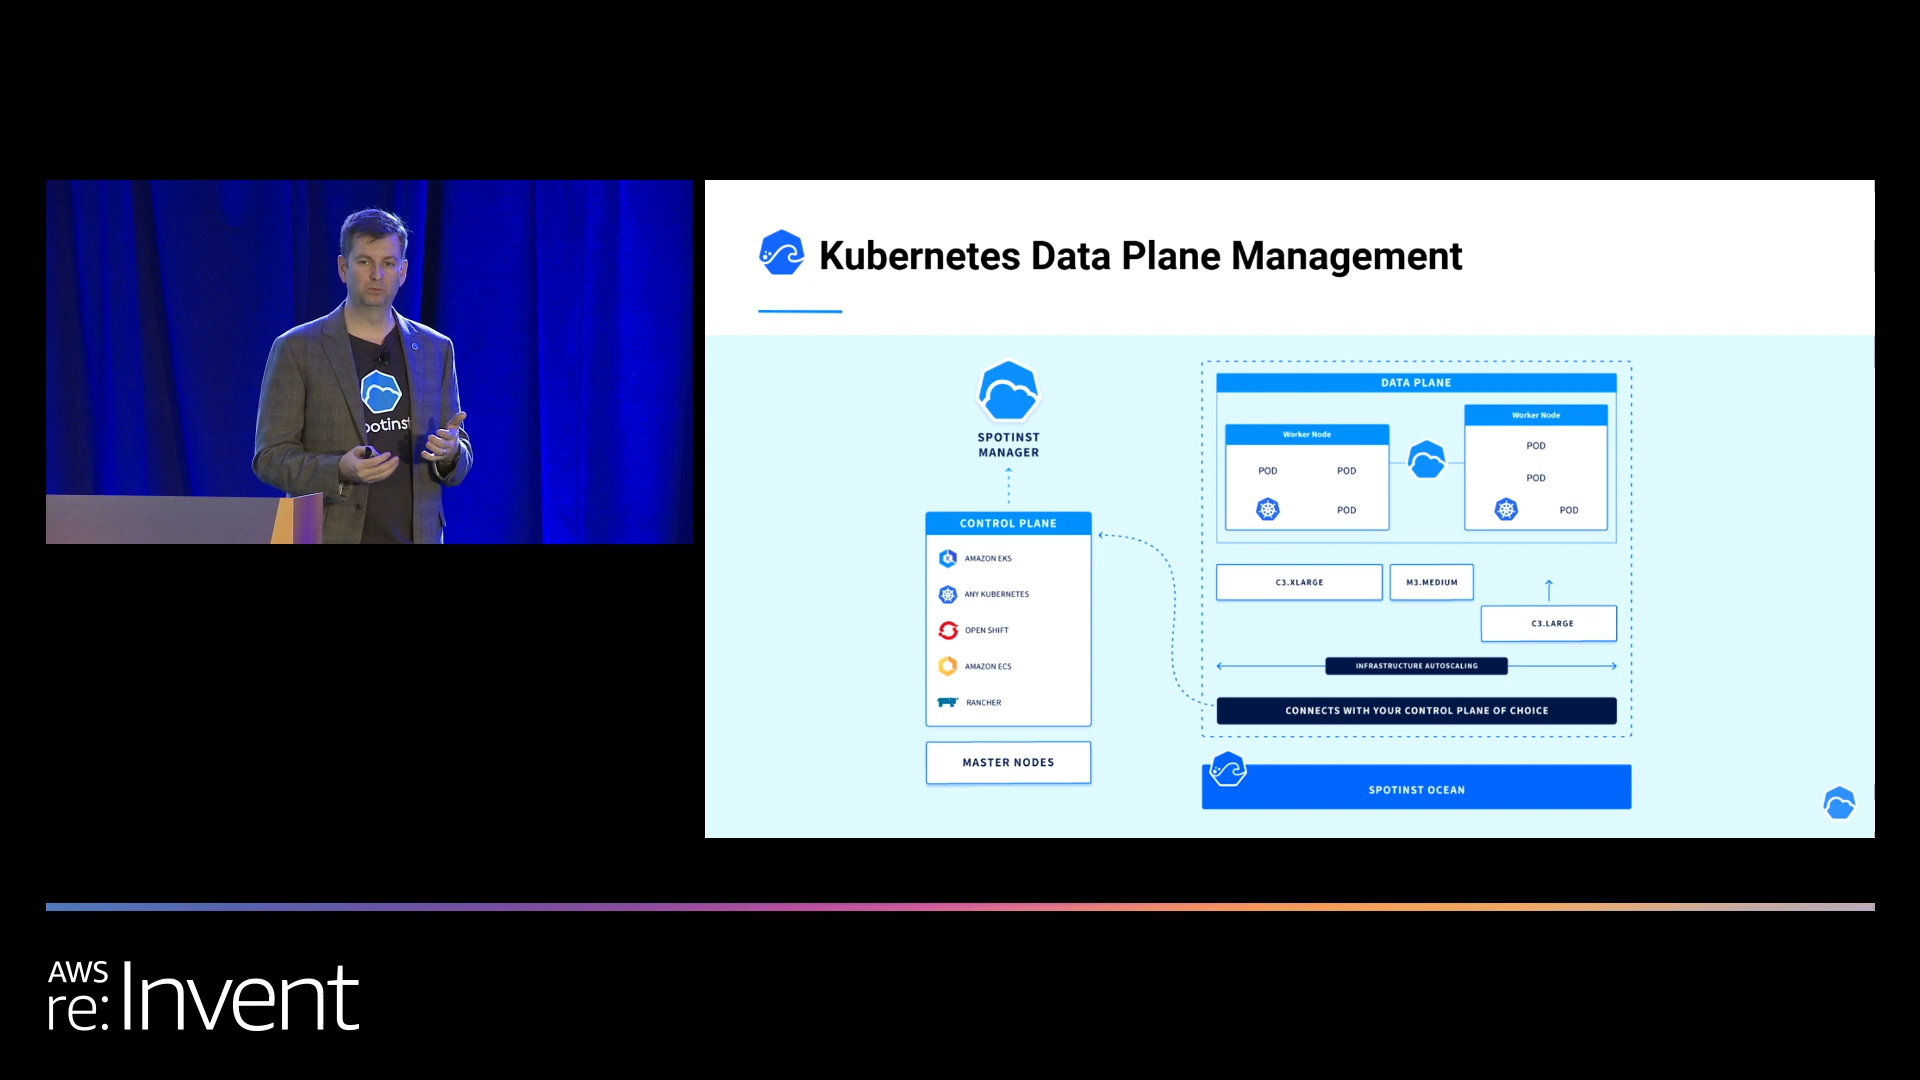 Kubernetes Data Plane Management
SPOTINST
MANAGER
CONTROL PLANE
AMAZON EKS
ANY KUBERNETES
OPEN SHIFT
AMAZON ECS
RANCHER
MASTER NODES
DATA PLANE
Worker Node
POD POD
POD
Worker Node
POD
POD
POD
C3.XLARGE
M3.MEDIUM
C3.LARGE
INFRASTRUCTURE AUTOSCALING
CONNECTS WITH YOUR CONTROL PLANE OF CHOICE
SPOTINST OCEAN
potinst
AWS
re:Invent